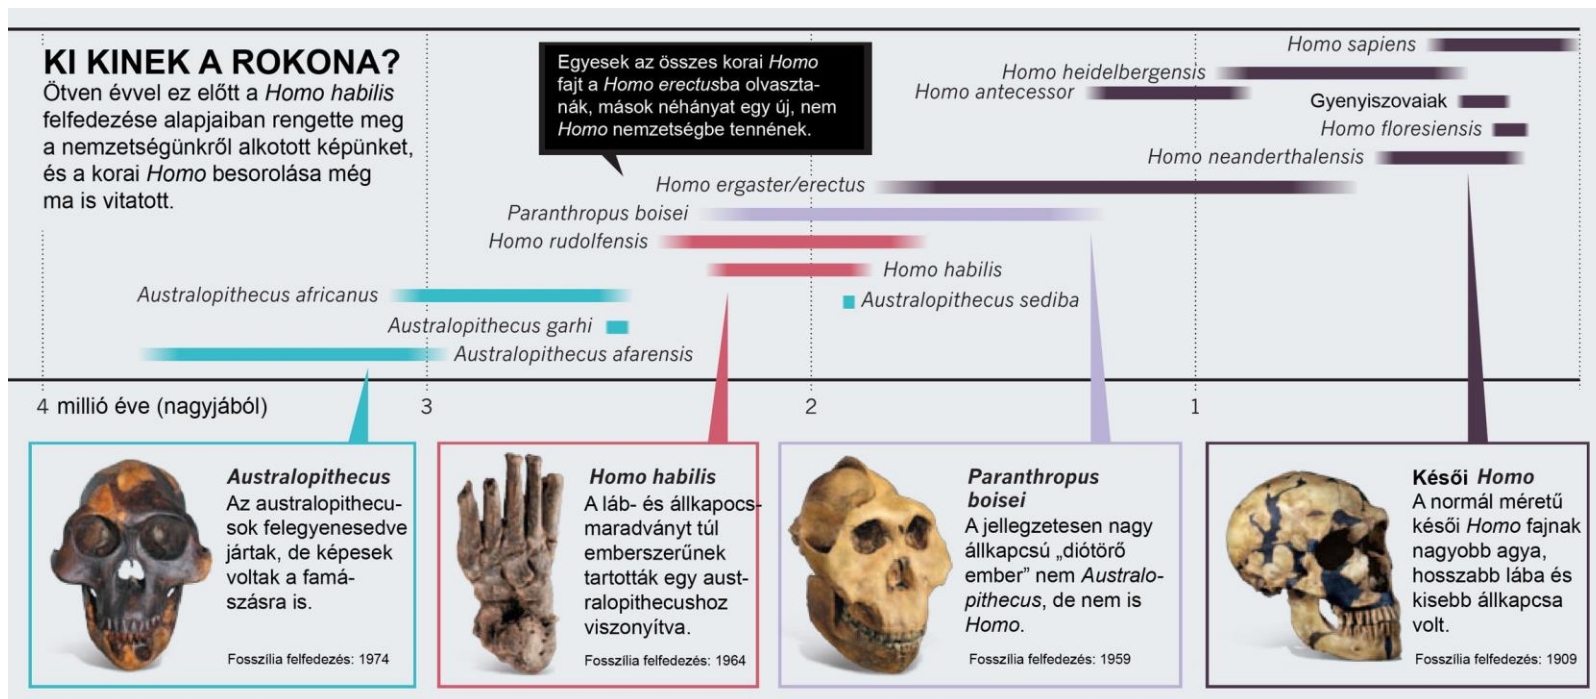 KI KINEK A ROKONA?
Ötven évvel ez előtt a Homo habilis
felfedezése alapjaiban rengette meg
a nemzetségünkről alkotott képünket,
és a korai Homo besorolása még
ma is vitatott.
Egyesek az összes korai Homo
fajt a Homo erectusba olvaszta-
nák, mások néhányat egy új, nem
Homo nemzetségbe tennének.
Homo sapiens
Homo heidelbergensis
Homo antecessor
Gyenyiszovaiak
Homo floresiensis
Homo neanderthalensis
Homo ergaster/erectus
Paranthropus boisei
Homo rudolfensis
Homo habilis
Australopithecus africanus
Australopithecus sediba
Australopithecus garhi
Australopithecus afarensis
4 millió éve (nagyjából) 3 2 1
Australopithecus
Az australopithecu-
sok felegyenesedve
jártak, de képesek
voltak a famá-
szásra is.
Fosszília felfedezés: 1974
Homo habilis
A láb- és állkapocs-
maradványt túl
emberszerűnek
tartották egy aust-
ralopithecushoz
viszonyítva.
Fosszília felfedezés: 1964
Paranthropus
boisei
A jellegzetesen nagy
állkapcsú „diótörő
ember” nem Australo-
pithecus, de nem is
Homo.
Fosszília felfedezés: 1959
Késői Homo
A normál méretű
késői Homo fajnak
nagyobb agya,
hosszabb lába és
kisebb állkapcsa
volt.
Fosszília felfedezés: 1909